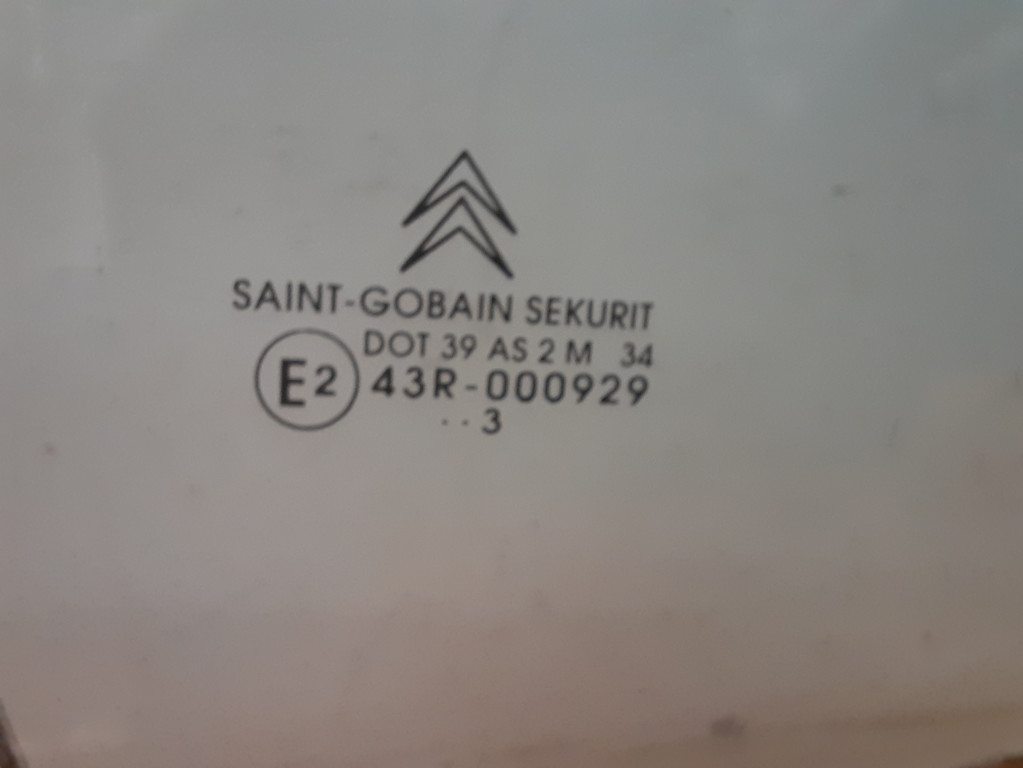 SAINT-GOBAIN SEKURIT
DOT 39 AS 2 M 34
E2 43R-000929
..3